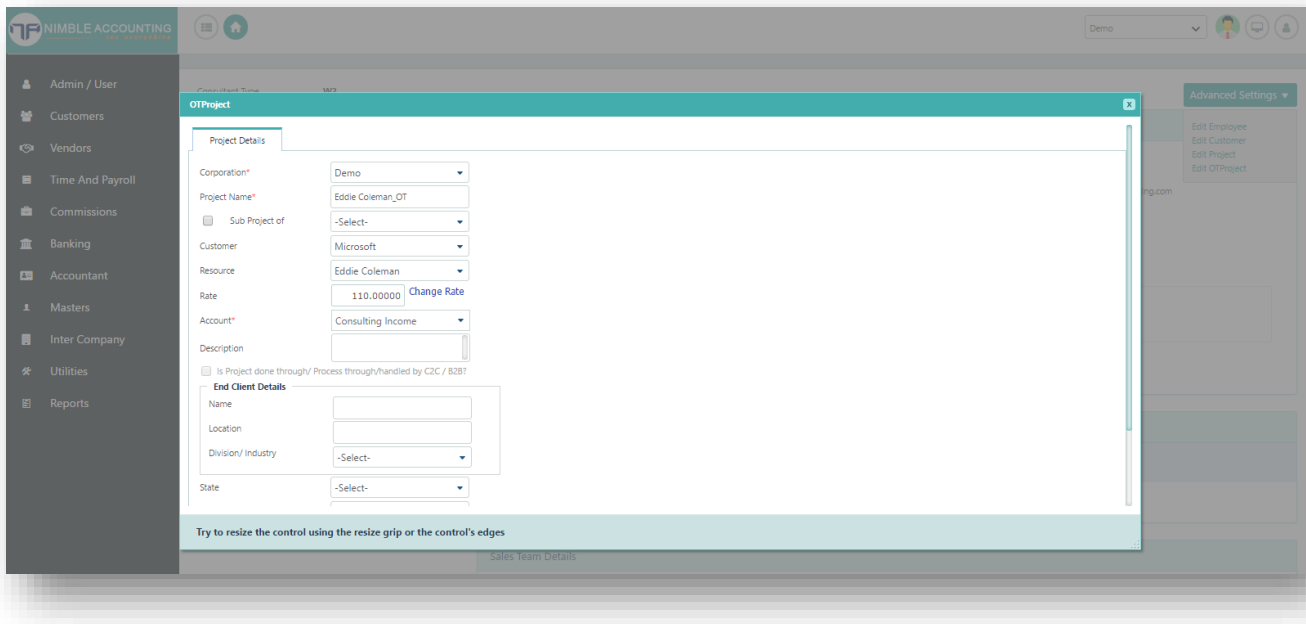 NIMBLE ACCOUNTING
Demo
Admin / User
Customers
Vendors
Time And Payroll
Commissions
Banking
Accountant
Masters
Inter Company
Utilities
Reports
Consultant Type W2
Advanced Settings
Edit Employee
Edit Customer
Edit Project
Edit OTProject
ng.com
OTProject
x
Project Details
Corporation* Demo
Project Name* Eddie Coleman_OT
Sub Project of -Select-
Customer Microsoft
Resource Eddie Coleman
Rate 110.00000 Change Rate
Account* Consulting Income
Description
Is Project done through/ Process through/handled by C2C / B2B?
End Client Details
Name
Location
Division/ Industry -Select-
State -Select-
Try to resize the control using the resize grip or the control's edges
Sales Team Details